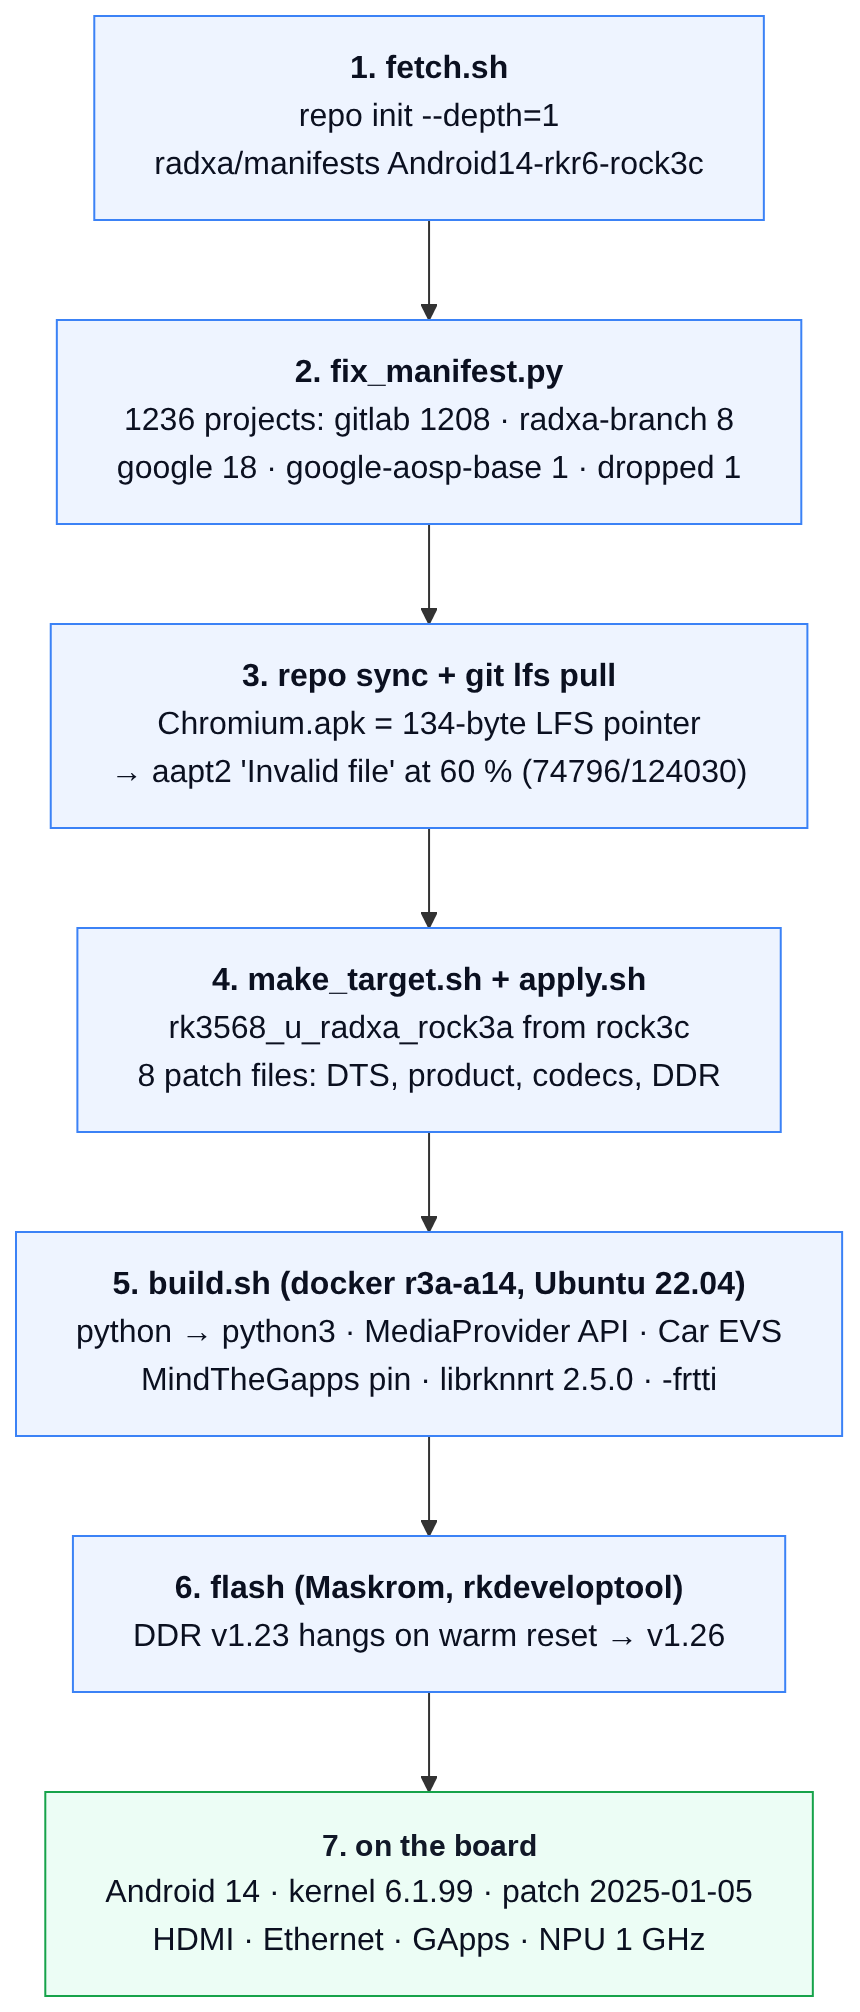 1. fetch.sh
repo init --depth=1
radxa/manifests Android14-rkr6-rock3c
2. fix_manifest.py
1236 projects: gitlab 1208 · radxa-branch 8
google 18 · google-aosp-base 1 · dropped 1
3. repo sync + git lfs pull
Chromium.apk = 134-byte LFS pointer
→ aapt2 'Invalid file' at 60 % (74796/124030)
4. make_target.sh + apply.sh
rk3568_u_radxa_rock3a from rock3c
8 patch files: DTS, product, codecs, DDR
5. build.sh (docker r3a-a14, Ubuntu 22.04)
python → python3 · MediaProvider API · Car EVS
MindTheGapps pin · librknnrt 2.5.0 · -frtti
6. flash (Maskrom, rkdeveloptool)
DDR v1.23 hangs on warm reset → v1.26
7. on the board
Android 14 · kernel 6.1.99 · patch 2025-01-05
HDMI · Ethernet · GApps · NPU 1 GHz